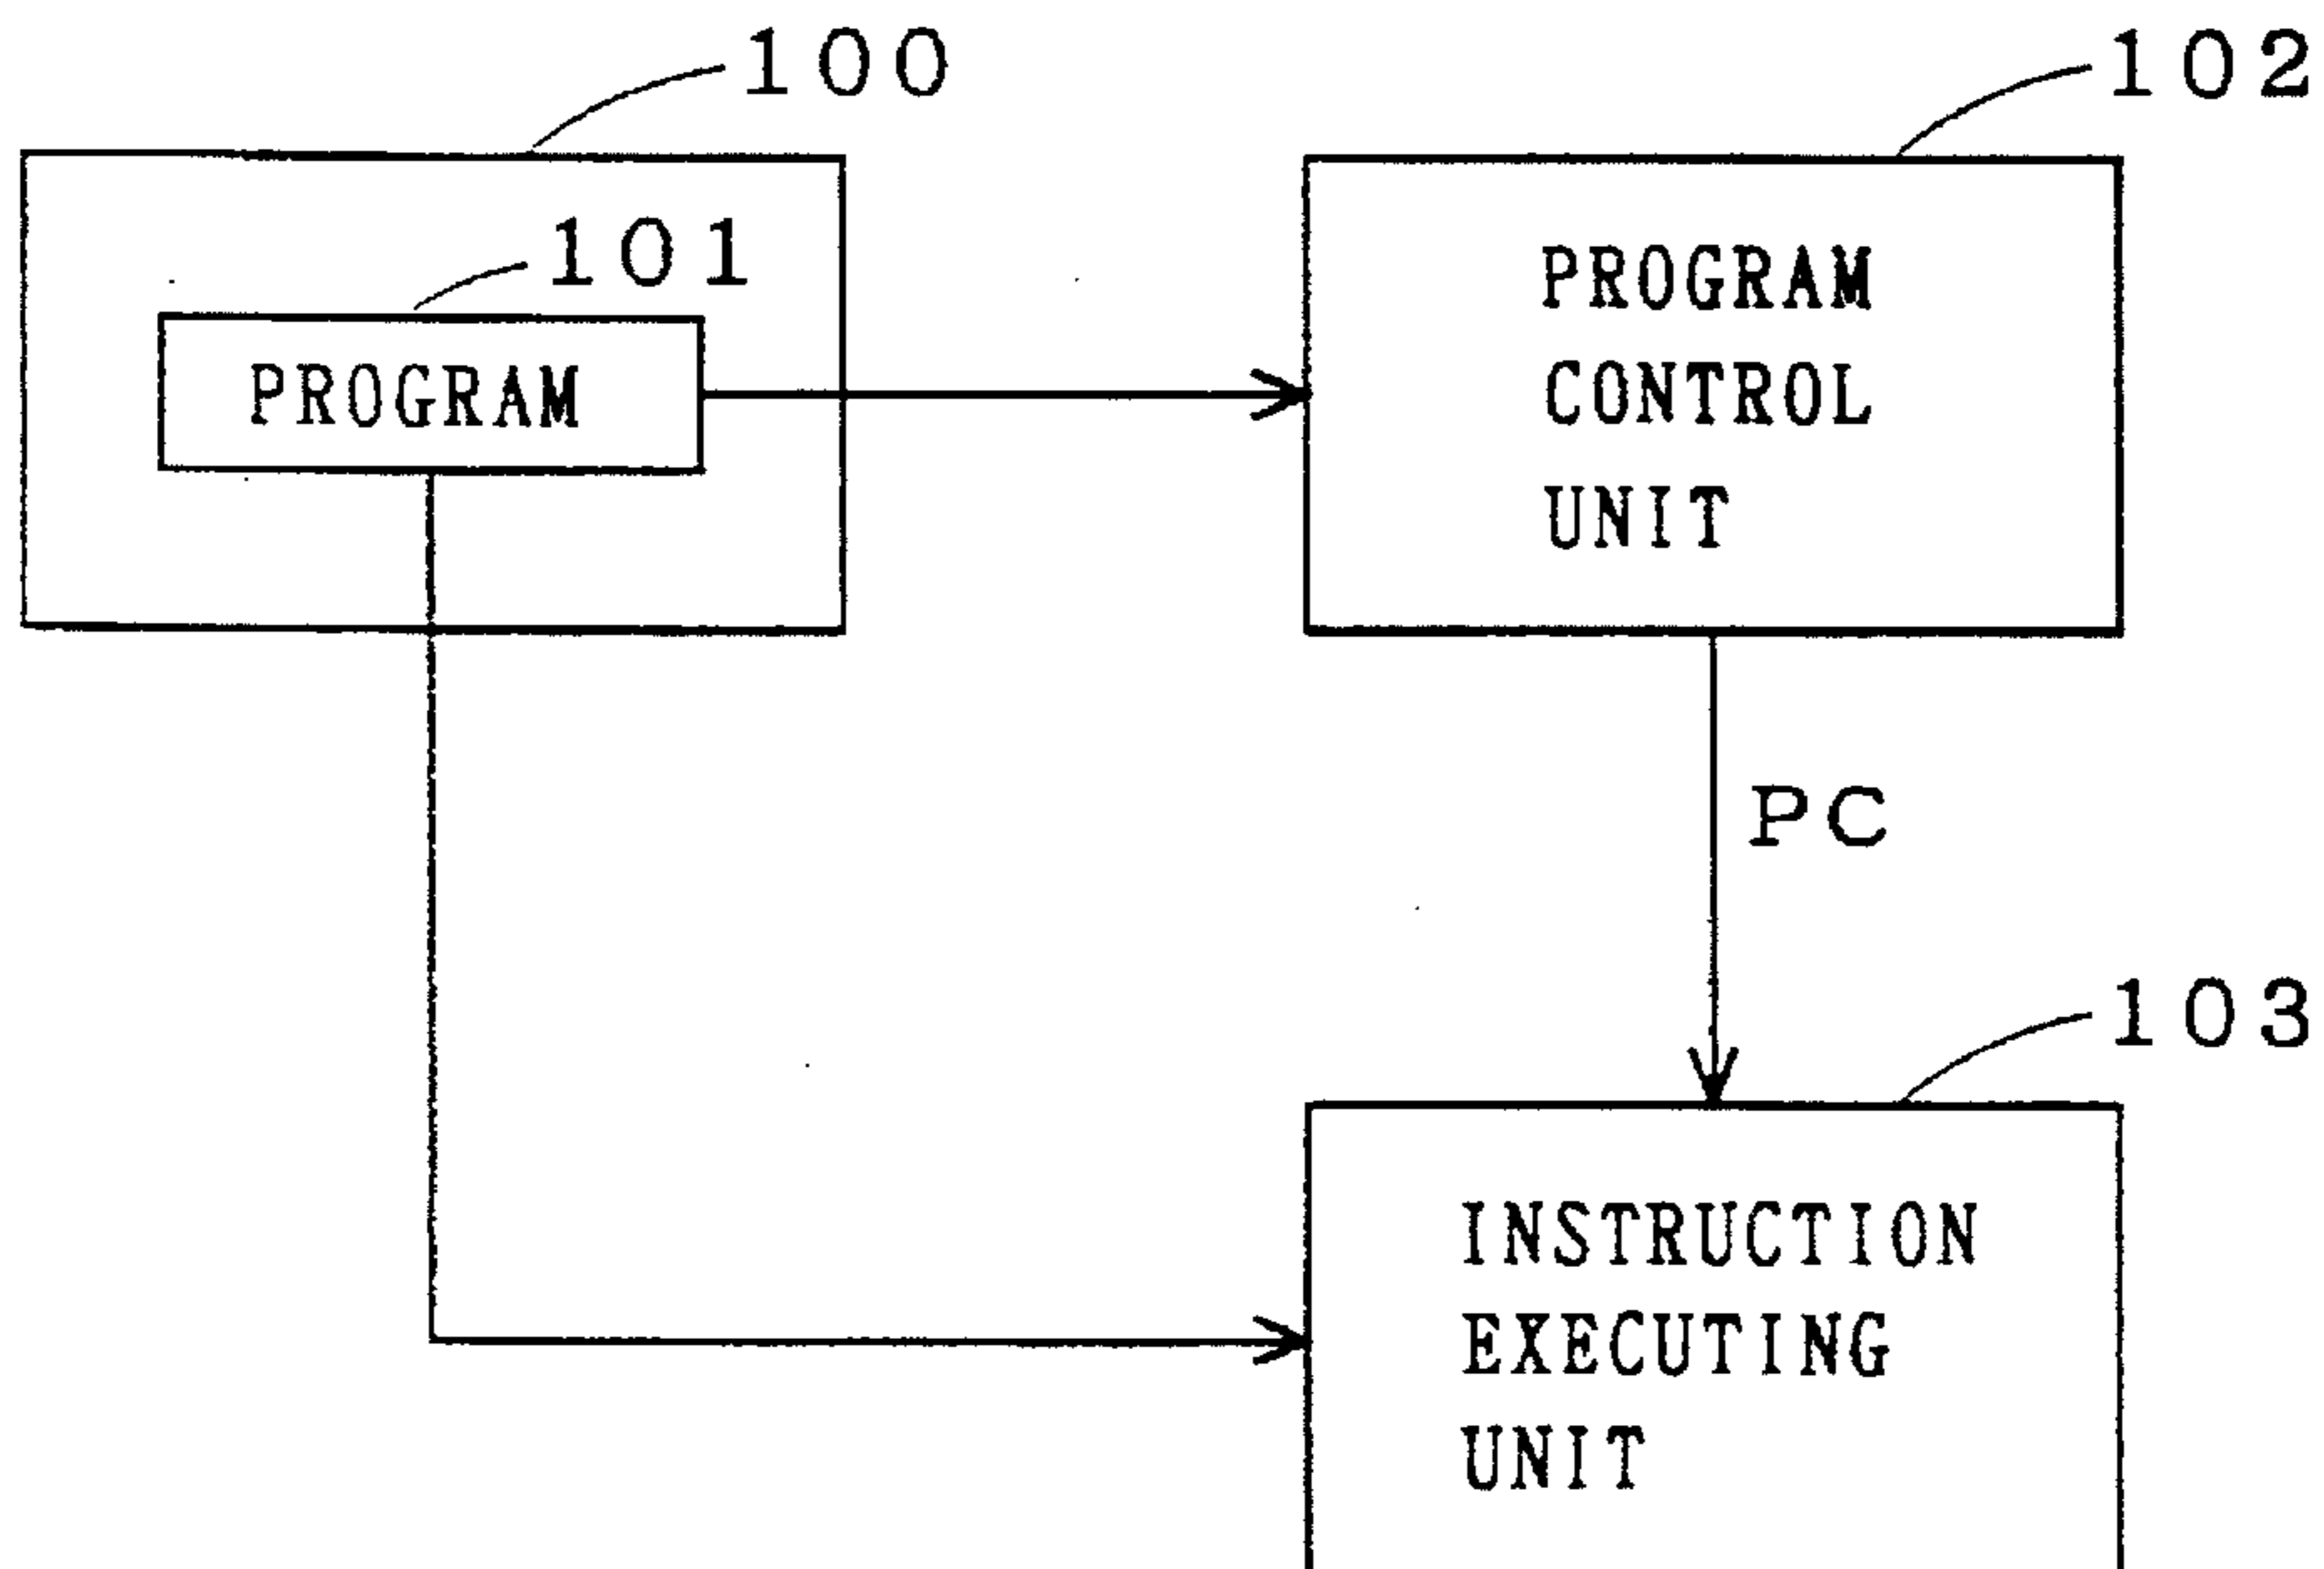 100
102
101
PROGRAM
PROGRAM
CONTROL
UNIT
PC
103
INSTRUCTION
EXECUTING
UNIT